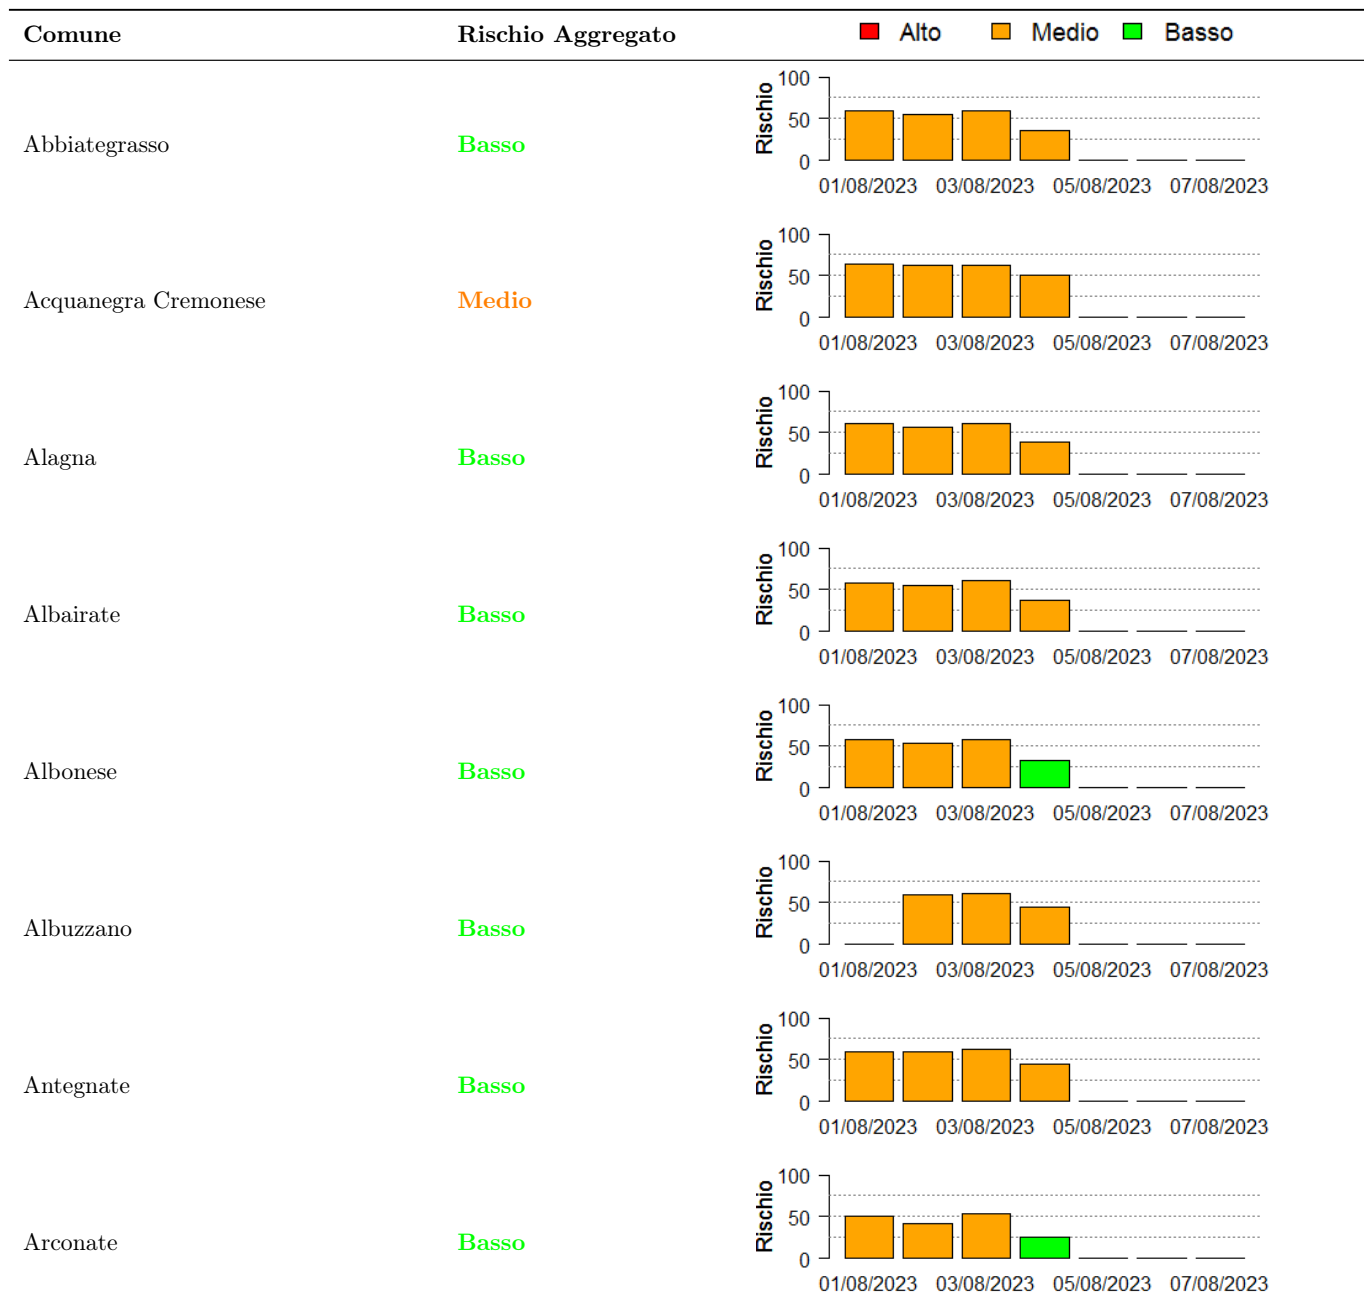 Comune Rischio Aggregato Alto Medio Basso
100
50
0
Rischio
Abbiategrasso Basso
01/08/2023 03/08/2023 05/08/2023 07/08/2023
100
50
0
Rischio
Acquanegra Cremonese Medio
01/08/2023 03/08/2023 05/08/2023 07/08/2023
100
50
0
Rischio
Alagna Basso
01/08/2023 03/08/2023 05/08/2023 07/08/2023
100
50
0
Rischio
Albairate Basso
01/08/2023 03/08/2023 05/08/2023 07/08/2023
100
50
0
Rischio
Albonese Basso
01/08/2023 03/08/2023 05/08/2023 07/08/2023
100
50
0
Rischio
Albuzzano Basso
01/08/2023 03/08/2023 05/08/2023 07/08/2023
100
50
0
Rischio
Antegnate Basso
01/08/2023 03/08/2023 05/08/2023 07/08/2023
100
50
0
Rischio
Arconate Basso
01/08/2023 03/08/2023 05/08/2023 07/08/2023